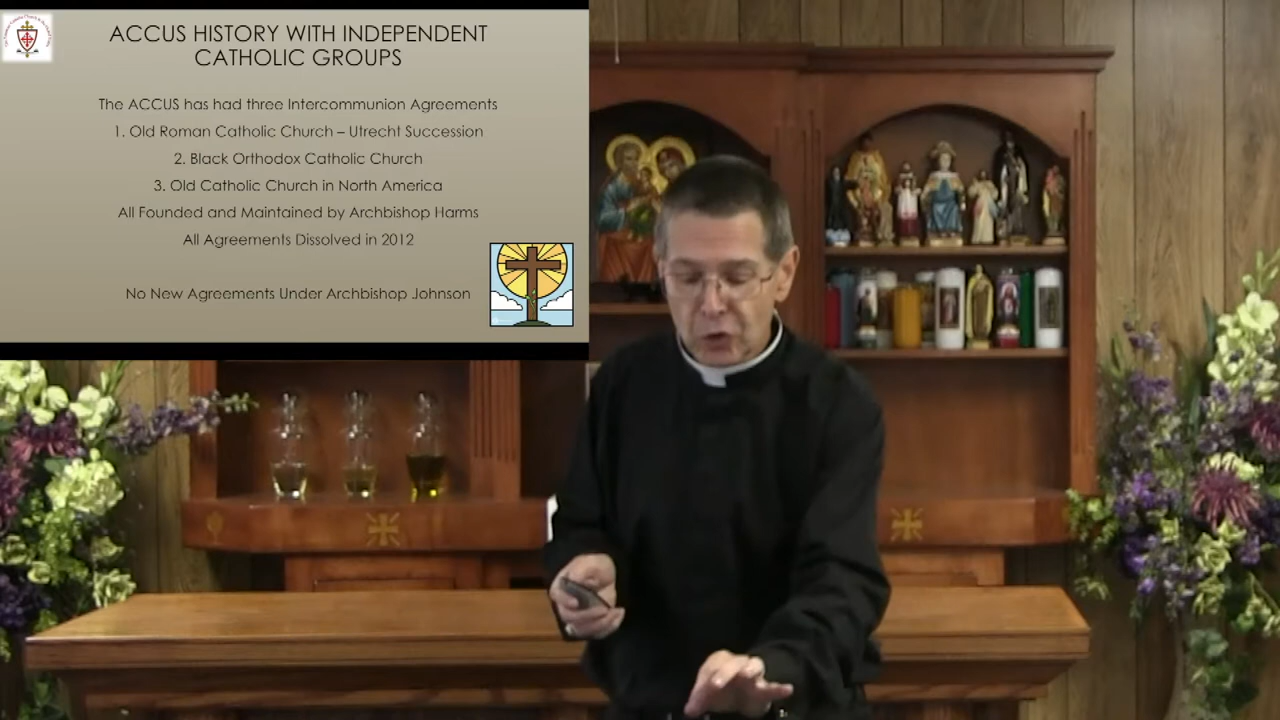 ACCUS HISTORY WITH INDEPENDENT
CATHOLIC GROUPS
The ACCUS has had three Intercommunion Agreements
1. Old Roman Catholic Church – Utrecht Succession
2. Black Orthodox Catholic Church
3. Old Catholic Church in North America
All Founded and Maintained by Archbishop Harms
All Agreements Dissolved in 2012
No New Agreements Under Archbishop Johnson